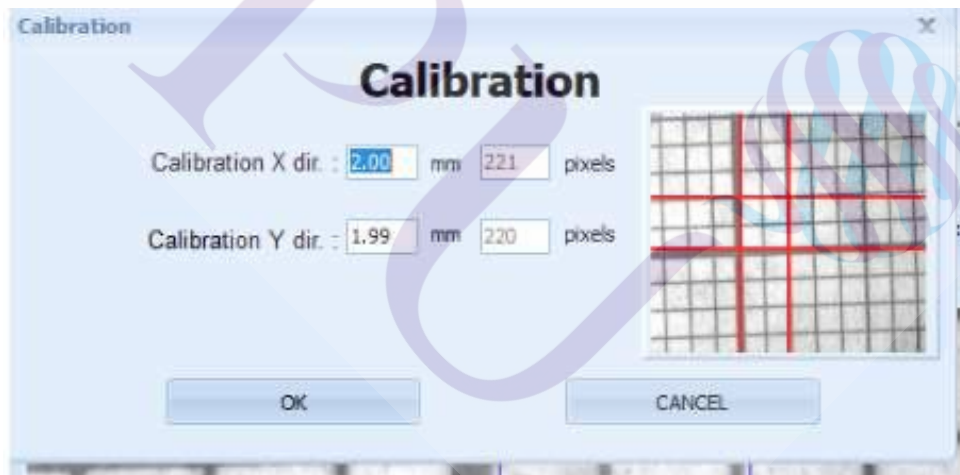 Calibration
Calibration
Calibration X dir. : 2.00 mm 221 pixels
Calibration Y dir. : 1.99 mm 220 pixels
OK CANCEL